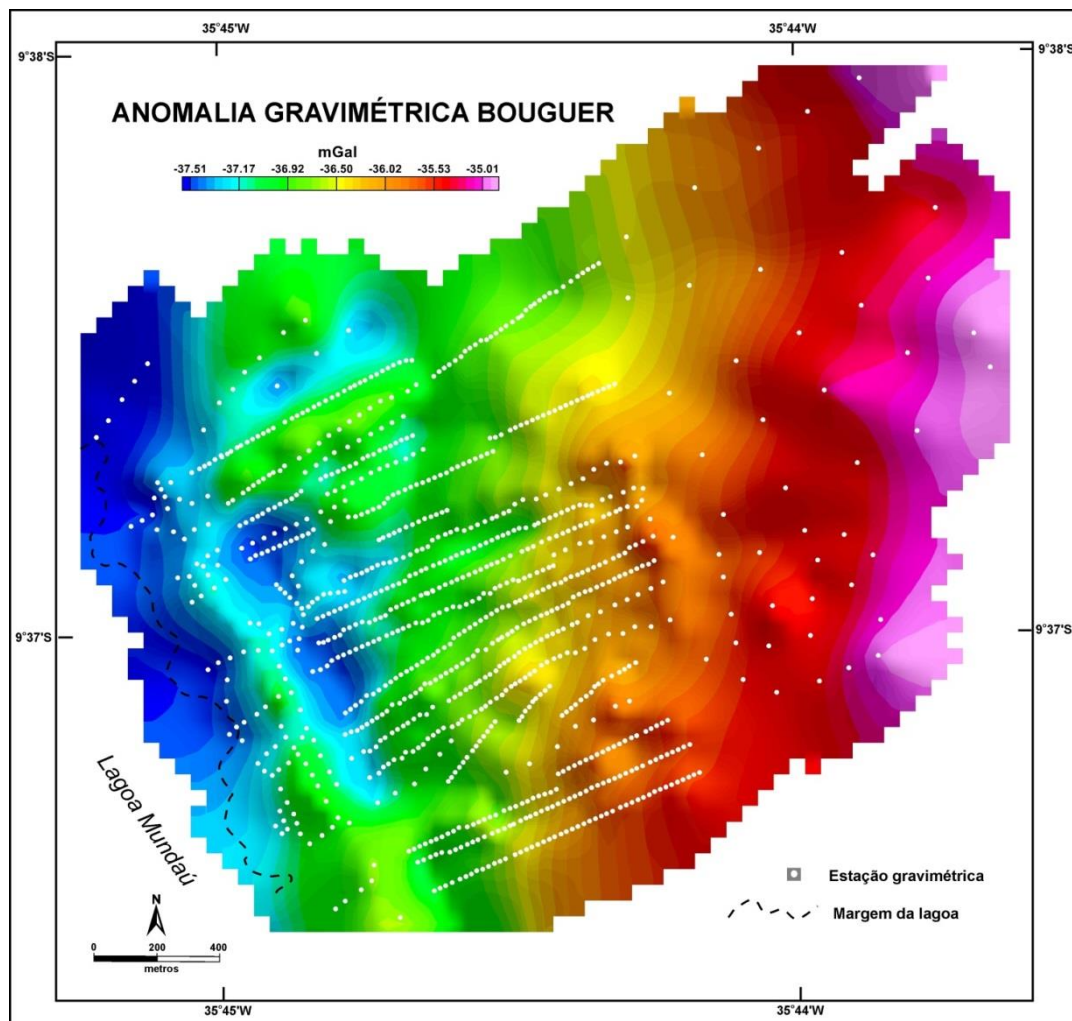 35°45'W 35°44'W
9°38'S 9°38'S
ANOMALIA GRAVIMÉTRICA BOUGUER
mGal
-37.51 -37.17 -36.92 -36.50 -36.02 -35.53 -35.01
9°37'S 9°37'S
Lagoa Mundaú
Estação gravimétrica
N
Margem da lagoa
0 200 400
metros
35°45'W 35°44'W